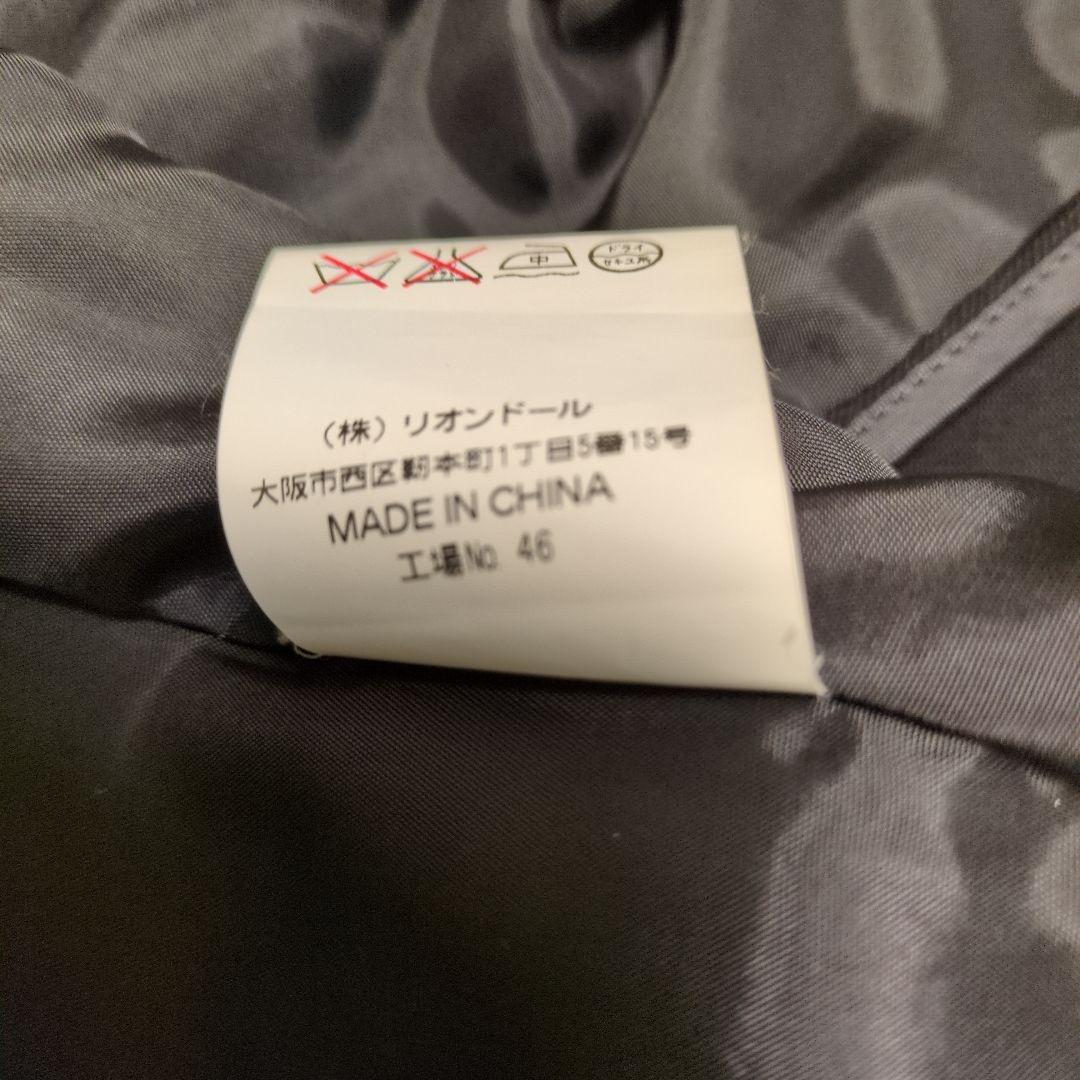 中 ドライ
セキユ系
（株）リオンドール
大阪市西区靭本町1丁目5番15号
MADE IN CHINA
工場No. 46